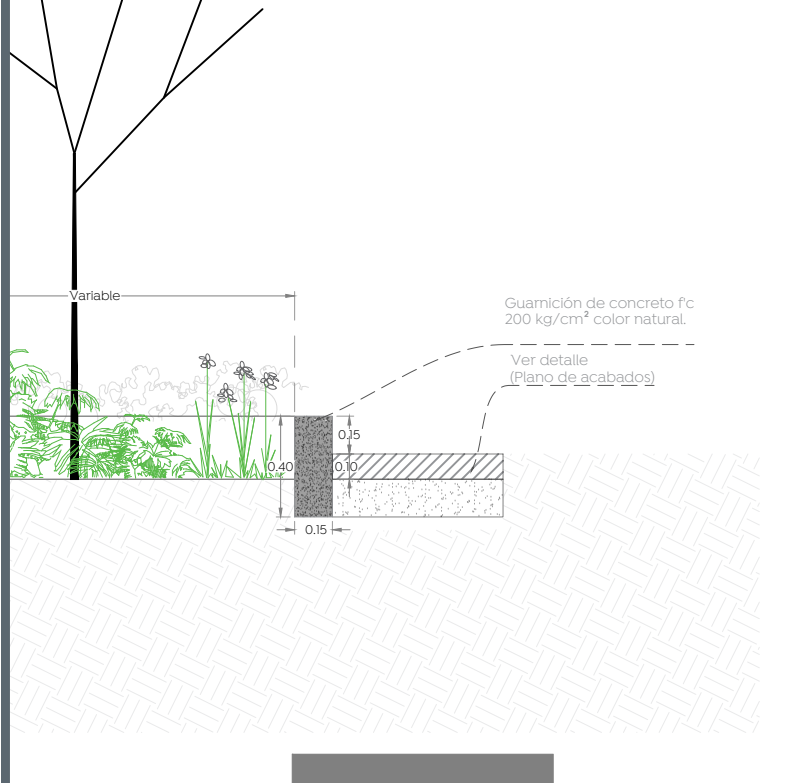 Variable
Guarnición de concreto f'c
200 kg/cm² color natural.
Ver detalle
(Plano de acabados)
0.15
0.40
0.10
0.15